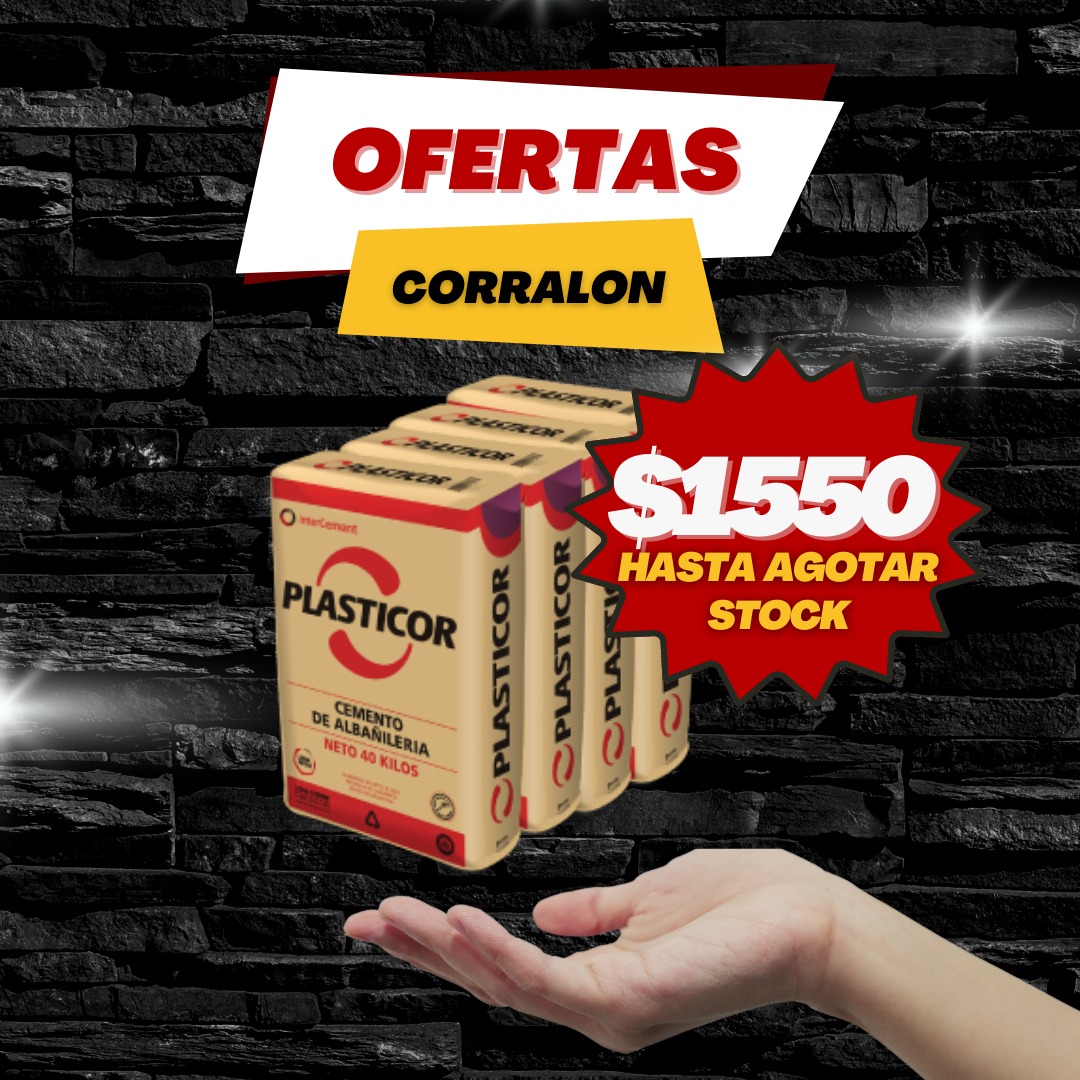 OFERTAS
CORRALON
PLASTICOR
PLASTICOR
PLASTICOR
PLASTICOR
InterCement
PLASTICOR
CEMENTO
DE ALBAÑILERIA
NETO 40 KILOS
PLASTICOR
PLASTICOR
$1550
HASTA AGOTAR
STOCK